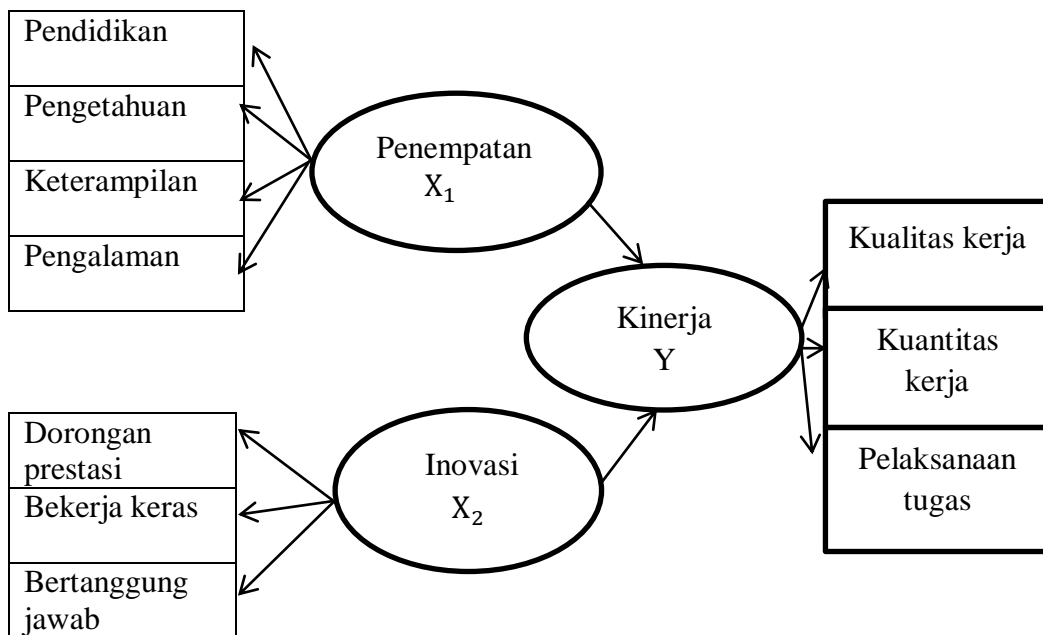 Pendidikan
Pengetahuan
Keterampilan
Pengalaman
Penempatan
X₁
Kinerja
Y
Kualitas kerja
Kuantitas
kerja
Pelaksanaan
tugas
Dorongan
prestasi
Bekerja keras
Bertanggung
jawab
Inovasi
X₂